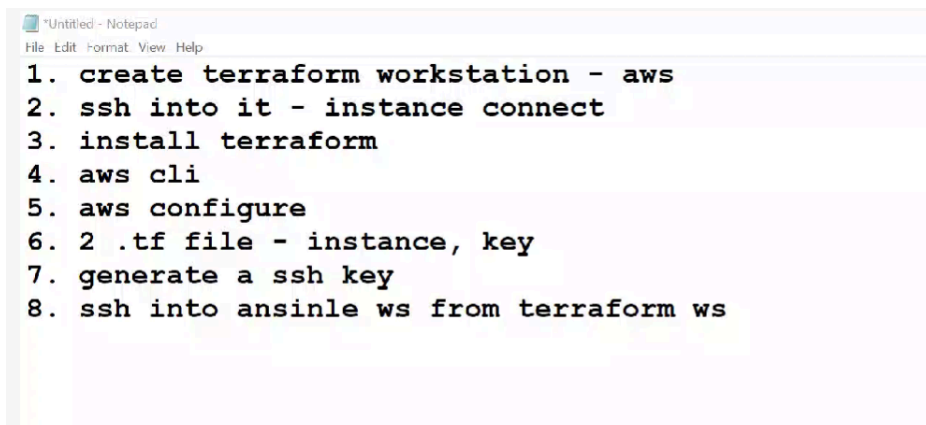 *Untitled - Notepad
File Edit Format View Help
1. create terraform workstation - aws
2. ssh into it - instance connect
3. install terraform
4. aws cli
5. aws configure
6. 2 .tf file - instance, key
7. generate a ssh key
8. ssh into ansinle ws from terraform ws